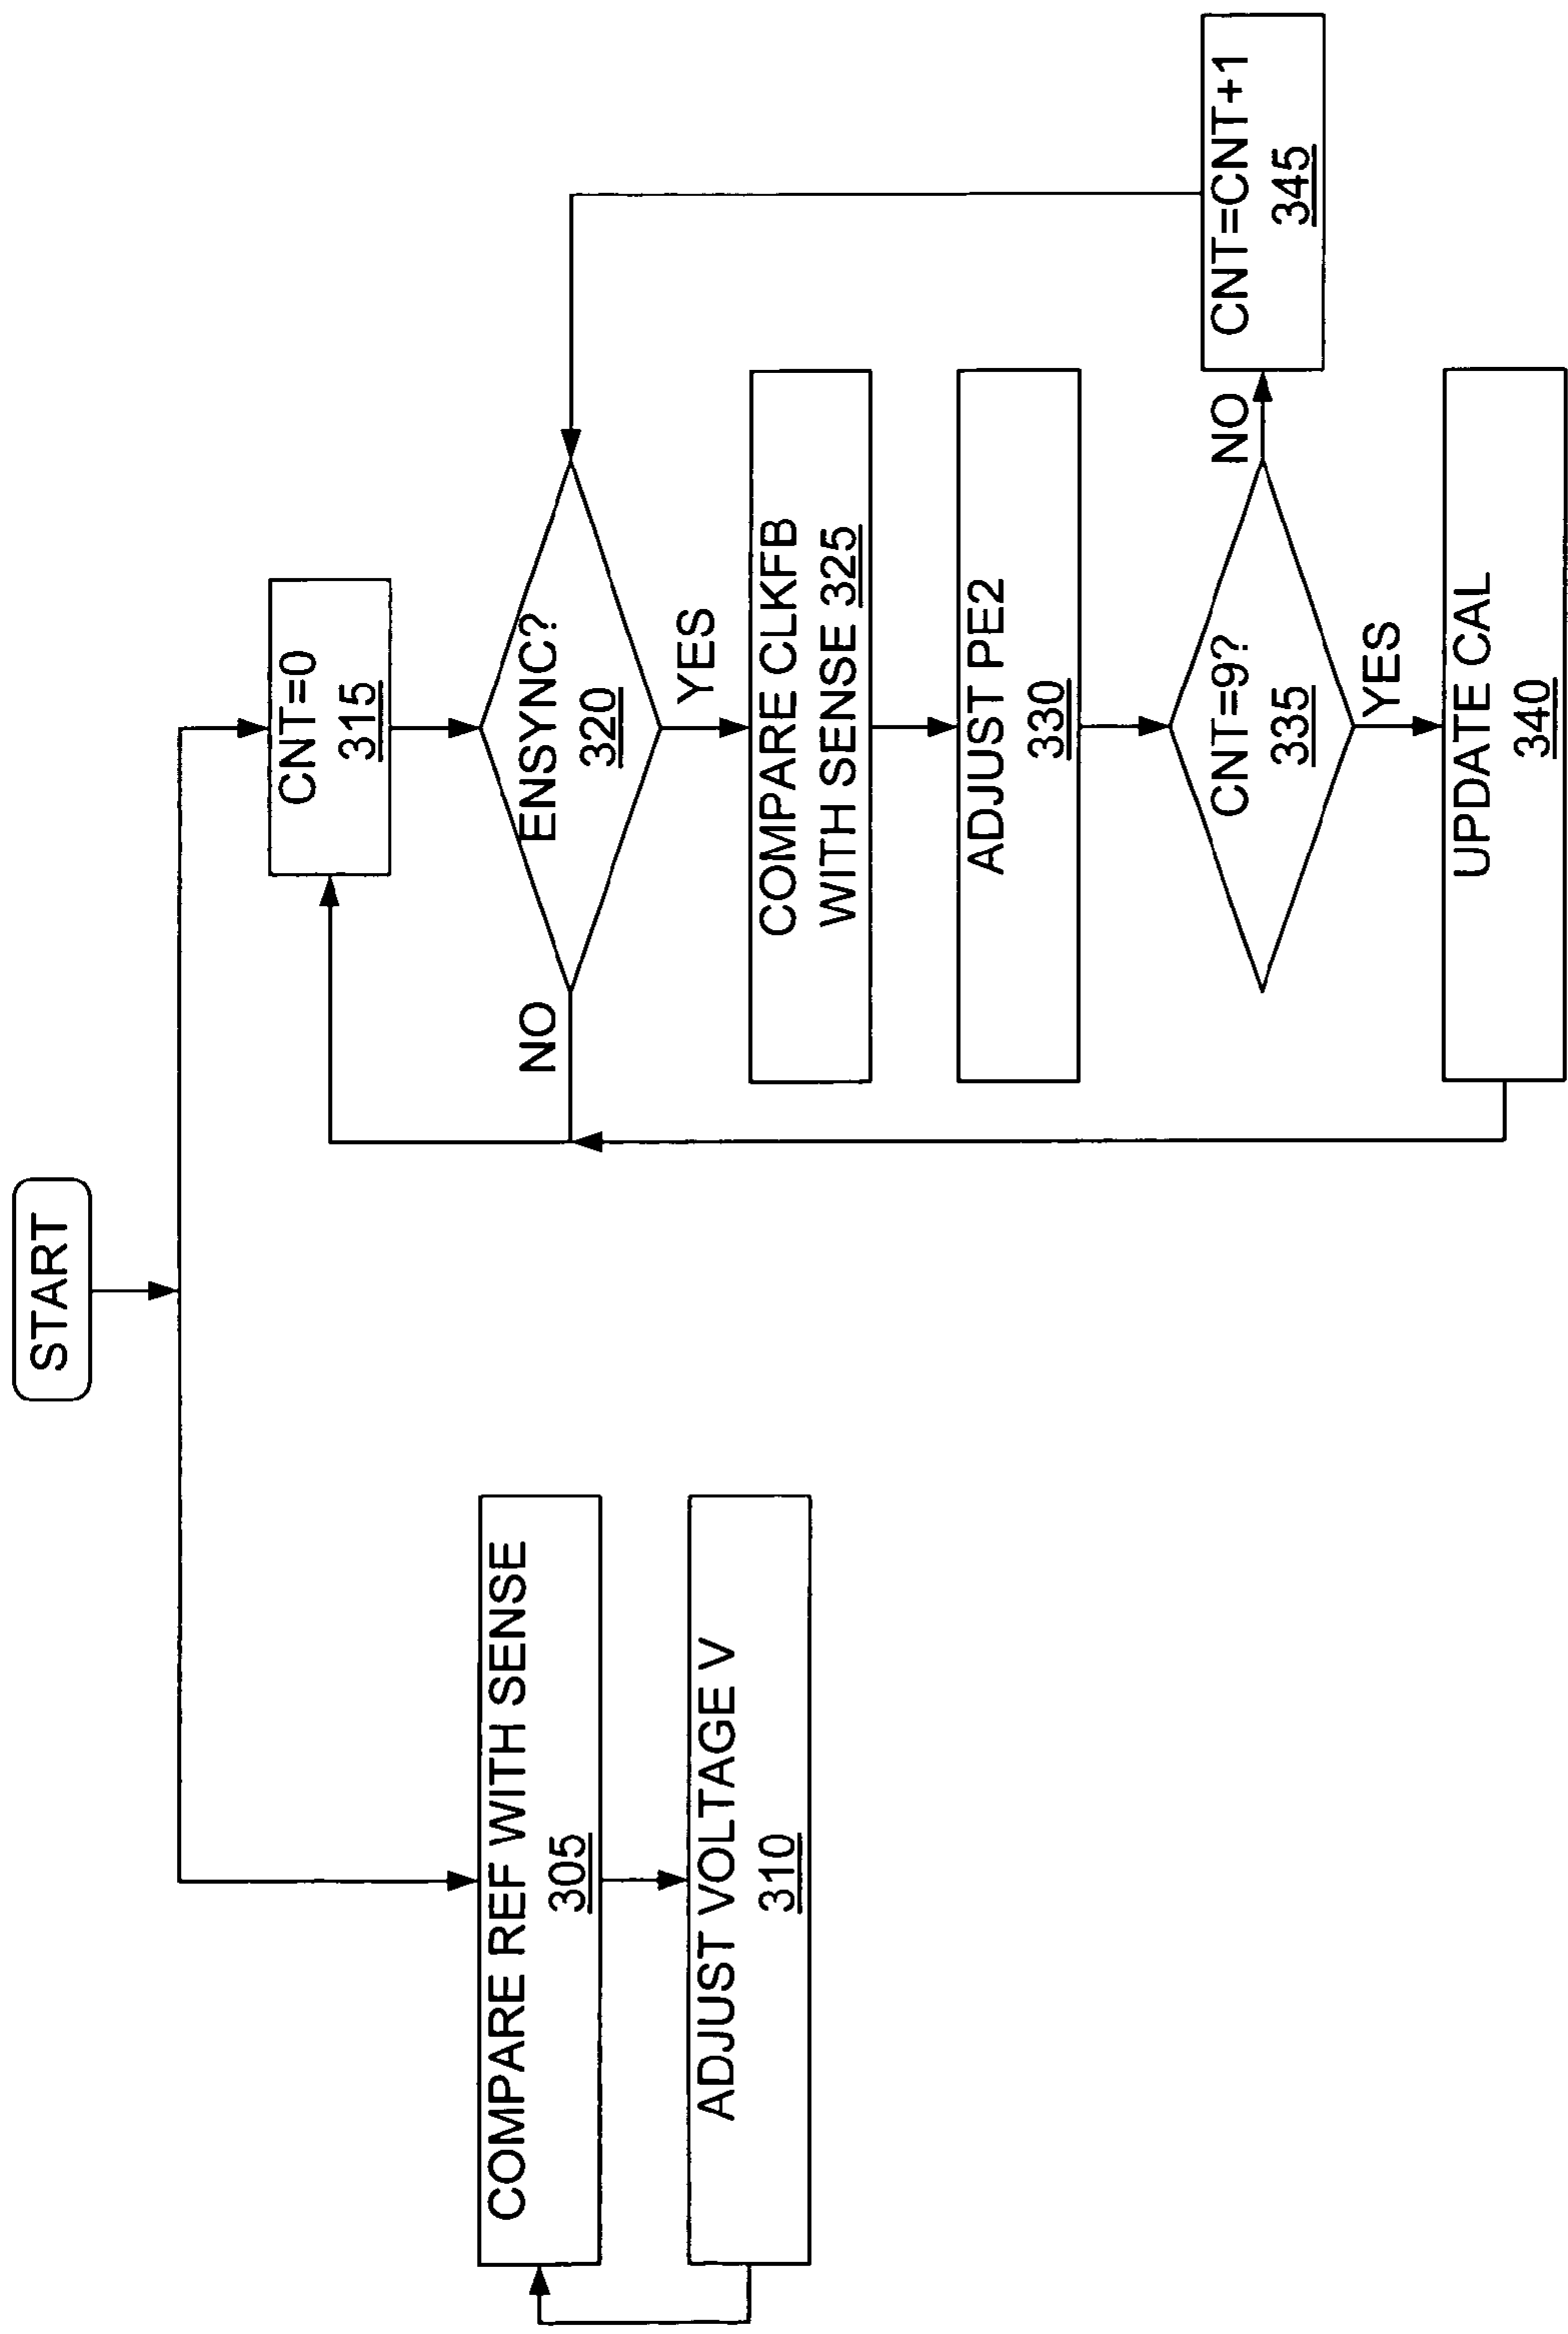 START
COMPARE REF WITH SENSE
305
ADJUST VOLTAGE V
310
CNT=0
315
ENSYNC?
320
NO
YES
COMPARE CLKFB
WITH SENSE 325
ADJUST PE2
330
CNT=9?
335
NO
YES
CNT=CNT+1
345
UPDATE CAL
340